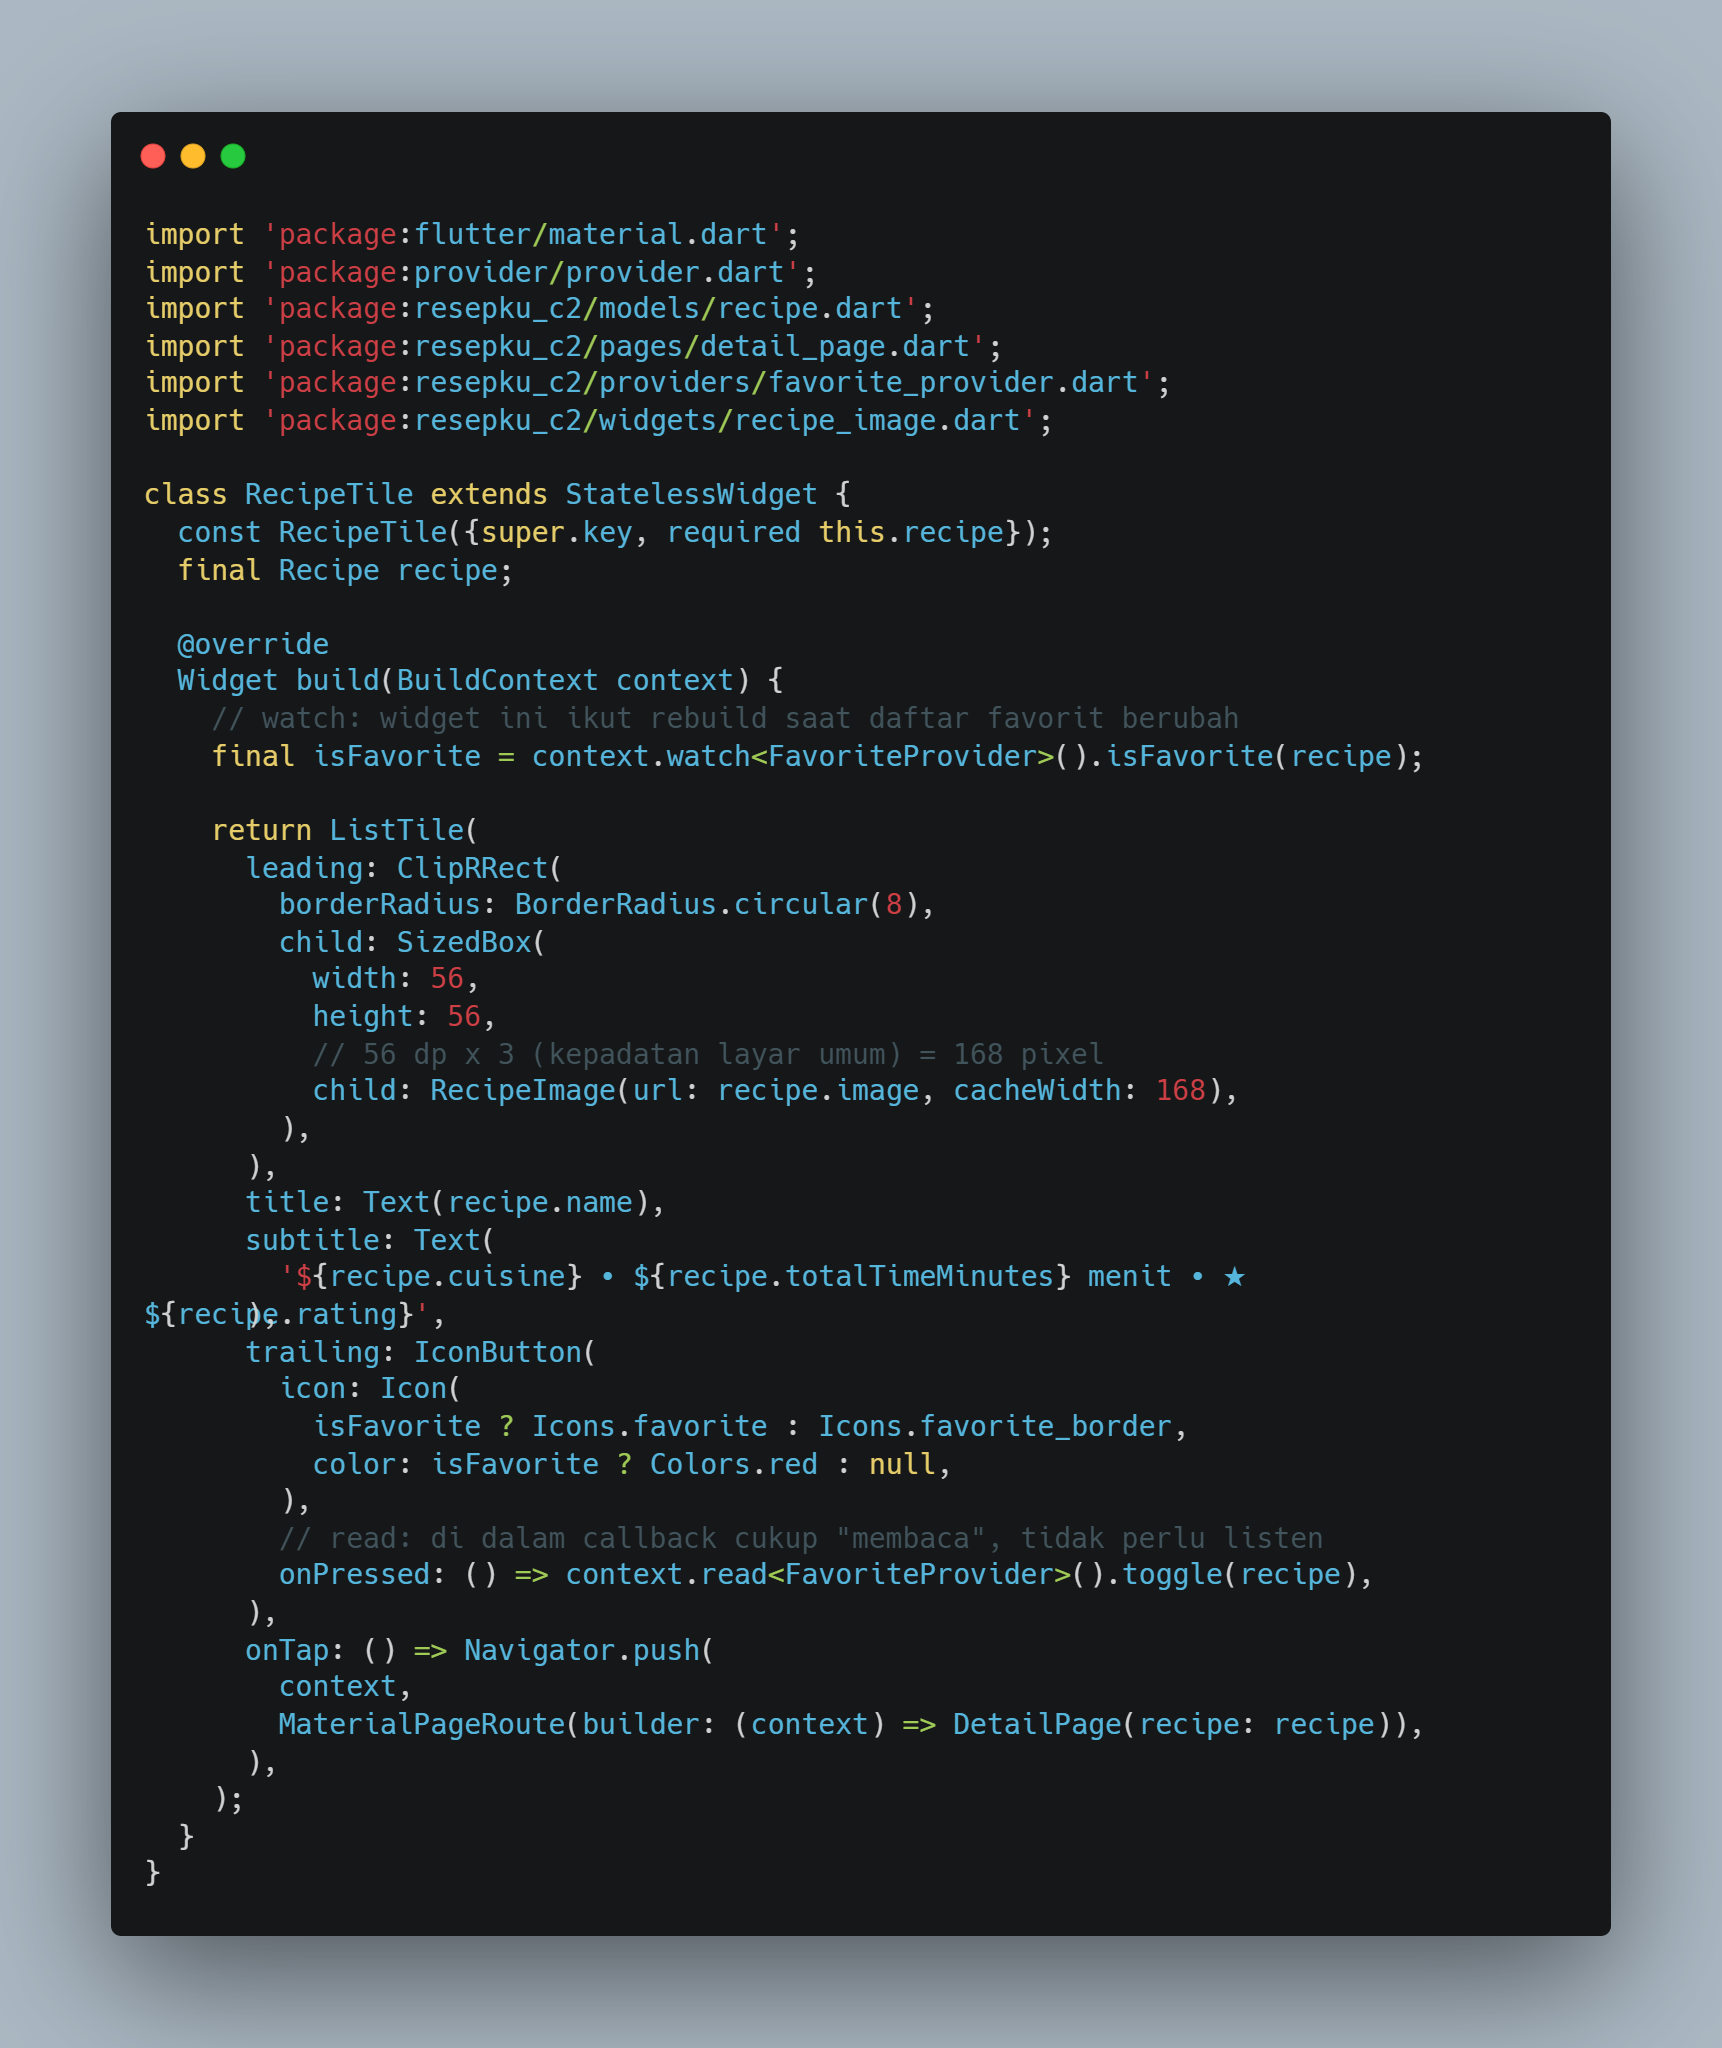 import 'package:flutter/material.dart';
import 'package:provider/provider.dart';
import 'package:resepku_c2/models/recipe.dart';
import 'package:resepku_c2/pages/detail_page.dart';
import 'package:resepku_c2/providers/favorite_provider.dart';
import 'package:resepku_c2/widgets/recipe_image.dart';

class RecipeTile extends StatelessWidget {
  const RecipeTile({super.key, required this.recipe});
  final Recipe recipe;

  @override
  Widget build(BuildContext context) {
    // watch: widget ini ikut rebuild saat daftar favorit berubah
    final isFavorite = context.watch<FavoriteProvider>().isFavorite(recipe);

    return ListTile(
      leading: ClipRRect(
        borderRadius: BorderRadius.circular(8),
        child: SizedBox(
          width: 56,
          height: 56,
          // 56 dp x 3 (kepadatan layar umum) = 168 pixel
          child: RecipeImage(url: recipe.image, cacheWidth: 168),
        ),
      ),
      title: Text(recipe.name),
      subtitle: Text(
        '${recipe.cuisine} • ${recipe.totalTimeMinutes} menit • ★
${recipe.rating}',
      ),
      trailing: IconButton(
        icon: Icon(
          isFavorite ? Icons.favorite : Icons.favorite_border,
          color: isFavorite ? Colors.red : null,
        ),
        // read: di dalam callback cukup "membaca", tidak perlu listen
        onPressed: () => context.read<FavoriteProvider>().toggle(recipe),
      ),
      onTap: () => Navigator.push(
        context,
        MaterialPageRoute(builder: (context) => DetailPage(recipe: recipe)),
      ),
    );
  }
}